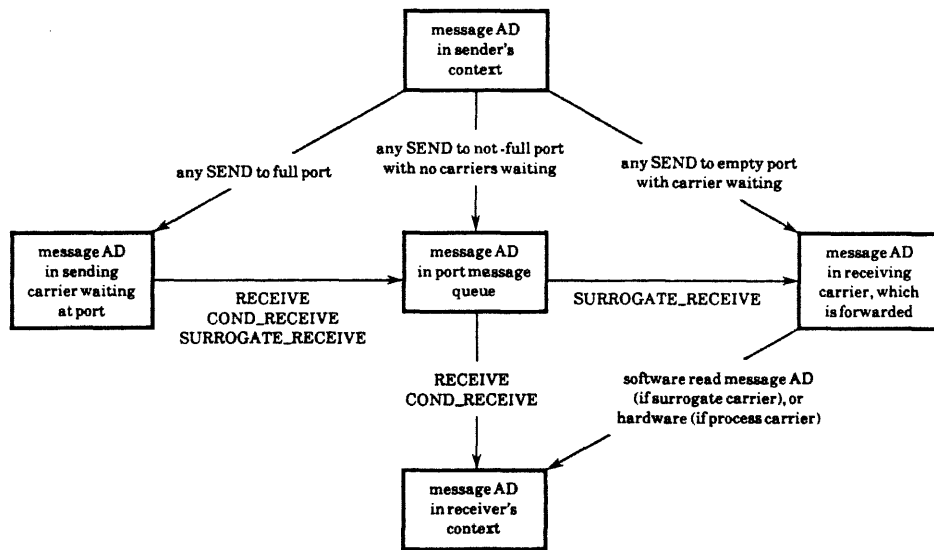 message AD
in sender's
context
any SEND to full port
any SEND to not-full port
with no carriers waiting
any SEND to empty port
with carrier waiting
message AD
in sending
carrier waiting
at port
RECEIVE
COND_RECEIVE
SURROGATE_RECEIVE
message AD
in port message
queue
SURROGATE_RECEIVE
message AD
in receiving
carrier, which
is forwarded
RECEIVE
COND_RECEIVE
software read message AD
(if surrogate carrier), or
hardware (if process carrier)
message AD
in receiver's
context